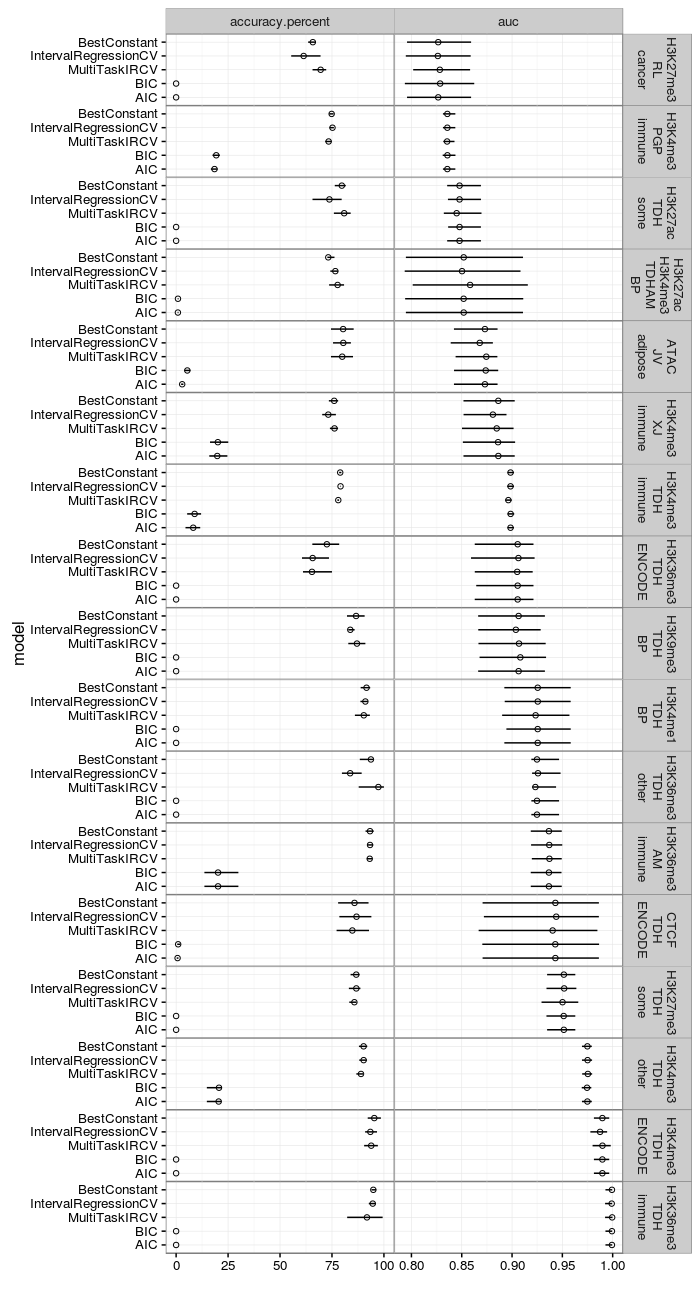 accuracy.percent auc
BestConstant
IntervalRegressionCV
MultiTaskIRCV
BIC
AIC
H3K27me3
RL
cancer
BestConstant
IntervalRegressionCV
MultiTaskIRCV
BIC
AIC
H3K4me3
PGP
immune
BestConstant
IntervalRegressionCV
MultiTaskIRCV
BIC
AIC
H3K27ac
TDH
some
BestConstant
IntervalRegressionCV
MultiTaskIRCV
BIC
AIC
H3K27ac
H3K4me3
TDHAM
BP
BestConstant
IntervalRegressionCV
MultiTaskIRCV
BIC
AIC
ATAC
JV
adipose
BestConstant
IntervalRegressionCV
MultiTaskIRCV
BIC
AIC
H3K4me3
XJ
immune
BestConstant
IntervalRegressionCV
MultiTaskIRCV
BIC
AIC
H3K4me3
TDH
immune
BestConstant
IntervalRegressionCV
MultiTaskIRCV
BIC
AIC
H3K36me3
TDH
ENCODE
model
BestConstant
IntervalRegressionCV
MultiTaskIRCV
BIC
AIC
H3K9me3
TDH
BP
BestConstant
IntervalRegressionCV
MultiTaskIRCV
BIC
AIC
H3K4me1
TDH
BP
BestConstant
IntervalRegressionCV
MultiTaskIRCV
BIC
AIC
H3K36me3
TDH
other
BestConstant
IntervalRegressionCV
MultiTaskIRCV
BIC
AIC
H3K36me3
AM
immune
BestConstant
IntervalRegressionCV
MultiTaskIRCV
BIC
AIC
CTCF
TDH
ENCODE
BestConstant
IntervalRegressionCV
MultiTaskIRCV
BIC
AIC
H3K27me3
TDH
some
BestConstant
IntervalRegressionCV
MultiTaskIRCV
BIC
AIC
H3K4me3
TDH
other
BestConstant
IntervalRegressionCV
MultiTaskIRCV
BIC
AIC
H3K4me3
TDH
ENCODE
BestConstant
IntervalRegressionCV
MultiTaskIRCV
BIC
AIC
H3K36me3
TDH
immune
0 25 50 75 100 0.80 0.85 0.90 0.95 1.00